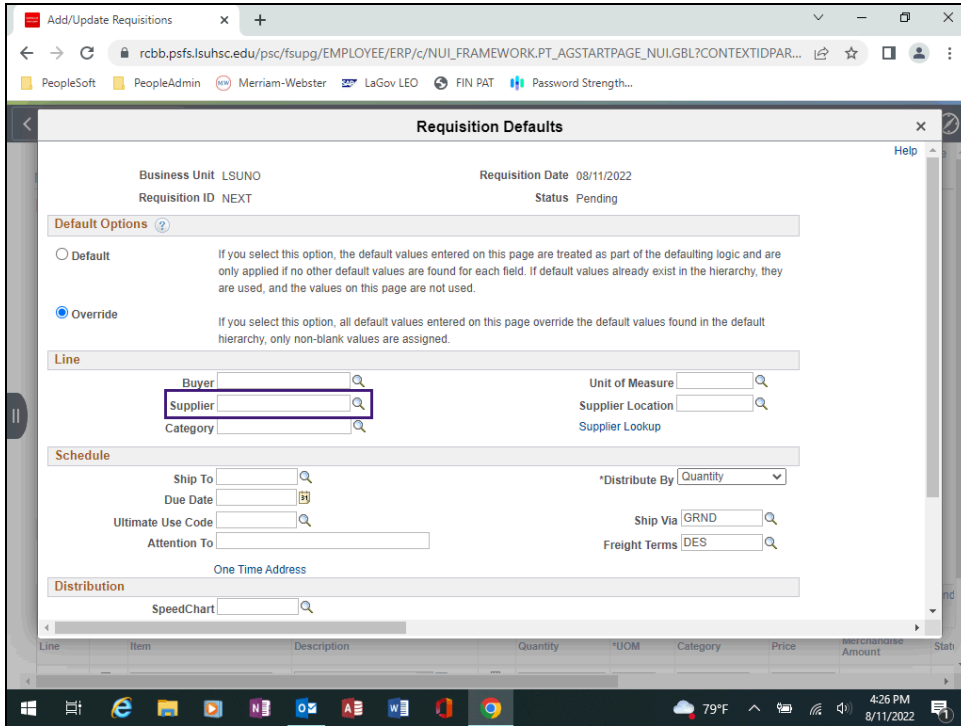 Add/Update Requisitions
rcbb.psfs.lsuhsc.edu/psc/fsupg/EMPLOYEE/ERP/c/NUI_FRAMEWORK.PT_AGSTARTPAGE_NUI.GBL?CONTEXTIDPAR...
PeopleSoft PeopleAdmin MW Merriam-Webster SAP LaGov LEO FIN PAT Password Strength...
Requisition Defaults
Help
Business Unit LSUNO Requisition Date 08/11/2022
Requisition ID NEXT Status Pending
Default Options ?
Default If you select this option, the default values entered on this page are treated as part of the defaulting logic and are
only applied if no other default values are found for each field. If default values already exist in the hierarchy, they
are used, and the values on this page are not used.
Override
If you select this option, all default values entered on this page override the default values found in the default
hierarchy, only non-blank values are assigned.
Line
Buyer Unit of Measure
Supplier Supplier Location
Category Supplier Lookup
Schedule
Ship To *Distribute By Quantity
Due Date 31
Ultimate Use Code Ship Via GRND
Attention To Freight Terms DES
One Time Address
Distribution
SpeedChart
Line Item Description Quantity *UOM Category Price Merchandise Amount
79°F 4:26 PM
8/11/2022